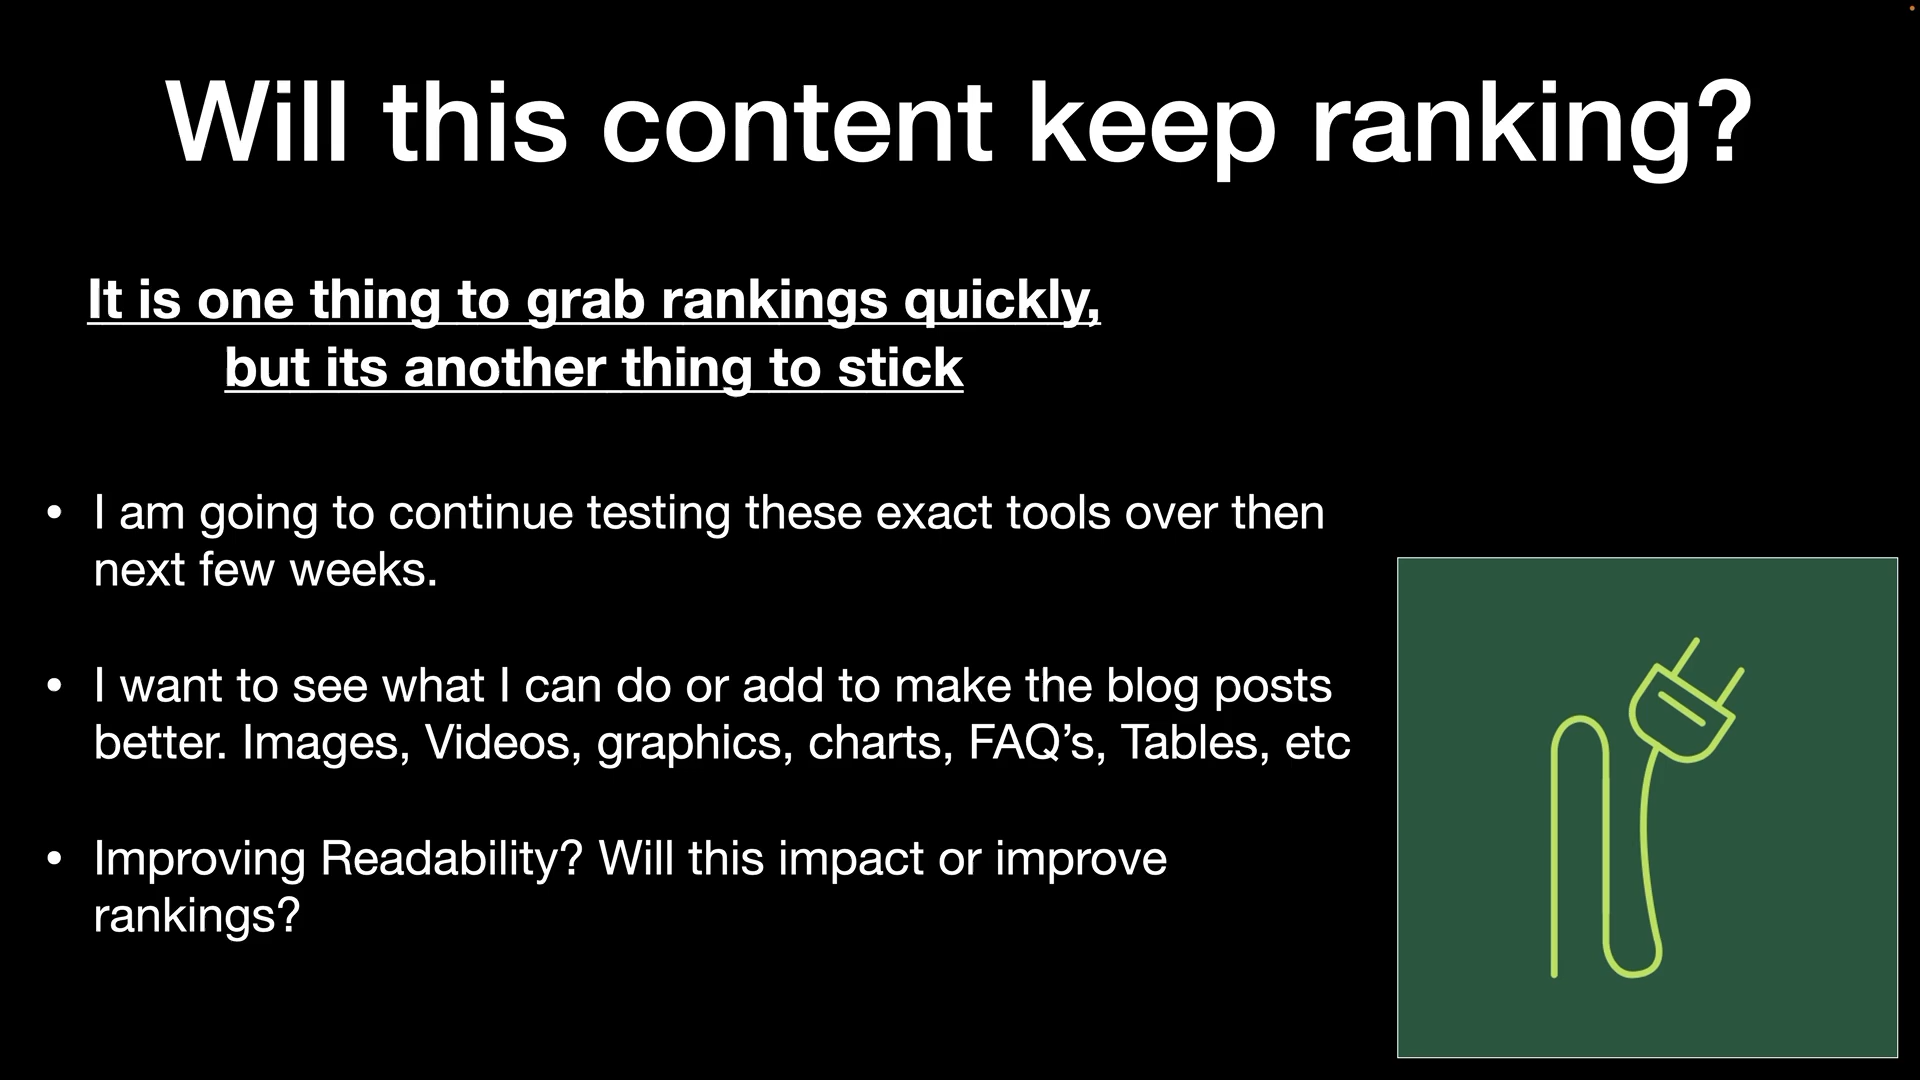 Will this content keep ranking?
It is one thing to grab rankings quickly,
but its another thing to stick
• I am going to continue testing these exact tools over then
next few weeks.
• I want to see what I can do or add to make the blog posts
better. Images, Videos, graphics, charts, FAQ’s, Tables, etc
• Improving Readability? Will this impact or improve
rankings?